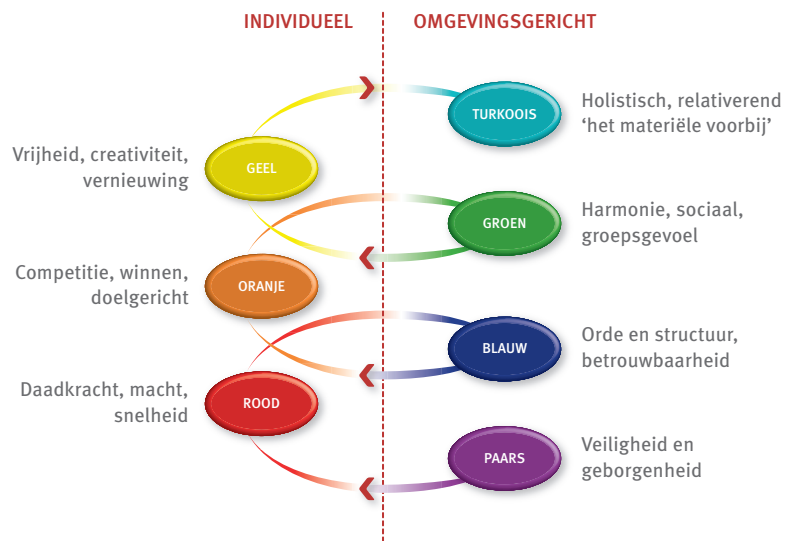 INDIVIDUEEL
OMGEVINGSGERICHT
TURKOOIS
Holistisch, relativerend
‘het materiële voorbij’
Vrijheid, creativiteit,
vernieuwing
GEEL
GROEN
Harmonie, sociaal,
groepsgevoel
Competitie, winnen,
doelgericht
ORANJE
BLAUW
Orde en structuur,
betrouwbaarheid
Daadkracht, macht,
snelheid
ROOD
PAARS
Veiligheid en
geborgenheid